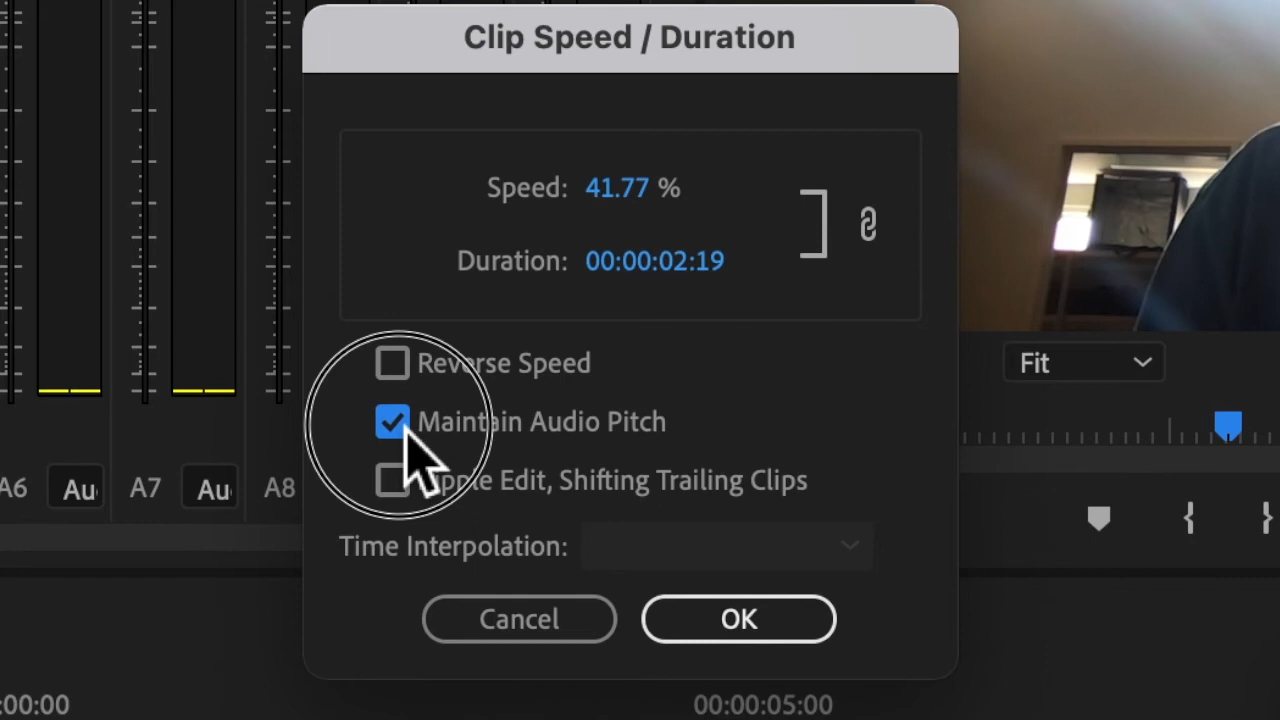 Clip Speed / Duration
Speed: 41.77 %
Duration: 00:00:02:19
Reverse Speed
Maintain Audio Pitch
Edit, Shifting Trailing Clips
Time Interpolation:
Cancel OK
Fit
A6 Au A7 Au A8
:00:00 00:00:05:00